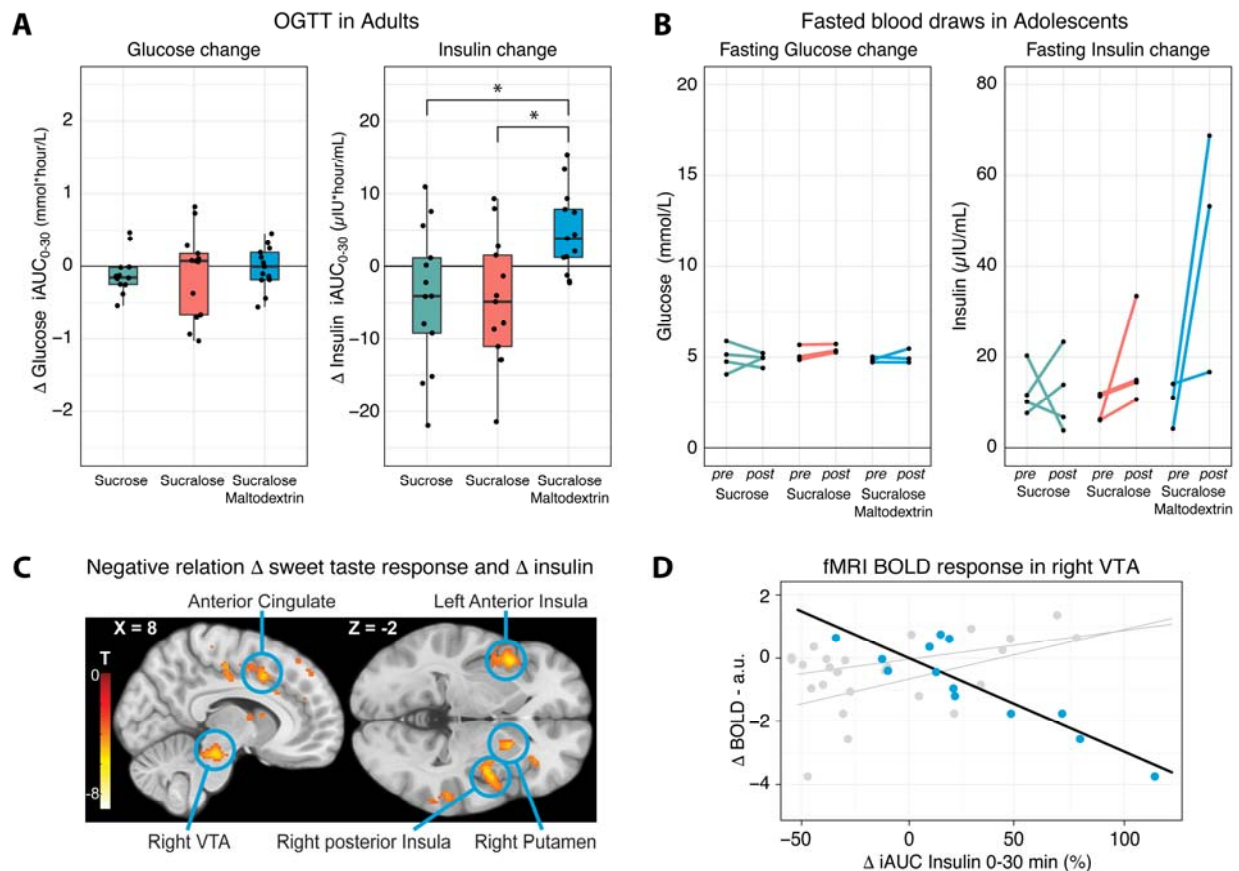 A
OGTT in Adults
Glucose change
Insulin change
Δ Glucose iAUC0-30 (mmol*hour/L)
2
1
0
−1
−2
Sucrose
Sucralose
Sucralose
Maltodextrin
Δ Insulin iAUC0-30 (µIU*hour/mL)
20
10
0
−10
−20
*
*
Sucrose
Sucralose
Sucralose
Maltodextrin
B
Fasted blood draws in Adolescents
Fasting Glucose change
Fasting Insulin change
Glucose (mmol/L)
20
15
10
5
0
pre post pre post pre post
Sucrose
Sucralose
Sucralose
Maltodextrin
Insulin (µIU/mL)
80
60
40
20
0
pre post pre post pre post
Sucrose
Sucralose
Sucralose
Maltodextrin
C
Negative relation Δ sweet taste response and Δ insulin
Anterior Cingulate
Left Anterior Insula
X = 8
Z = -2
T
0
-8
Right VTA
Right posterior Insula
Right Putamen
D
fMRI BOLD response in right VTA
Δ BOLD - a.u.
2
0
−2
−4
−50 0 50 100
Δ iAUC Insulin 0-30 min (%)